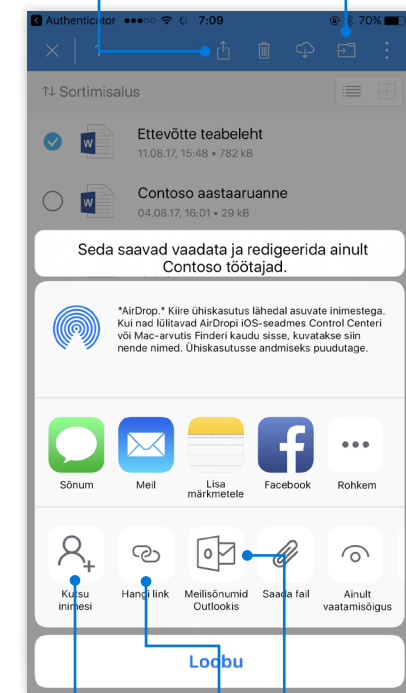 Authenticator 7:09 70%
Sortimisalus
Ettevõtte teabeleht
11.08.17, 15:48 • 782 kB
Contoso aastaaruanne
04.08.17, 16:01 • 29 kB
Seda saavad vaadata ja redigeerida ainult
Contoso töötajad.
*AirDrop.* Kiire ühiskasutus lähedal asuvate inimestega.
Kui nad lülitavad AirDropi iOS-seadmes Control Centeri
või Mac-arvutis Finderi kaudu sisse, kuvatakse siin
nende nimed. Ühiskasutusse andmiseks puudutage.
Sõnum
Meil
Lisa
märkmetele
Facebook
Rohkem
Kutsu
inimesi
Hangi link
Meilisõnumid
Outlookis
Saada fail
Ainult
vaatamisõigus
Loobu